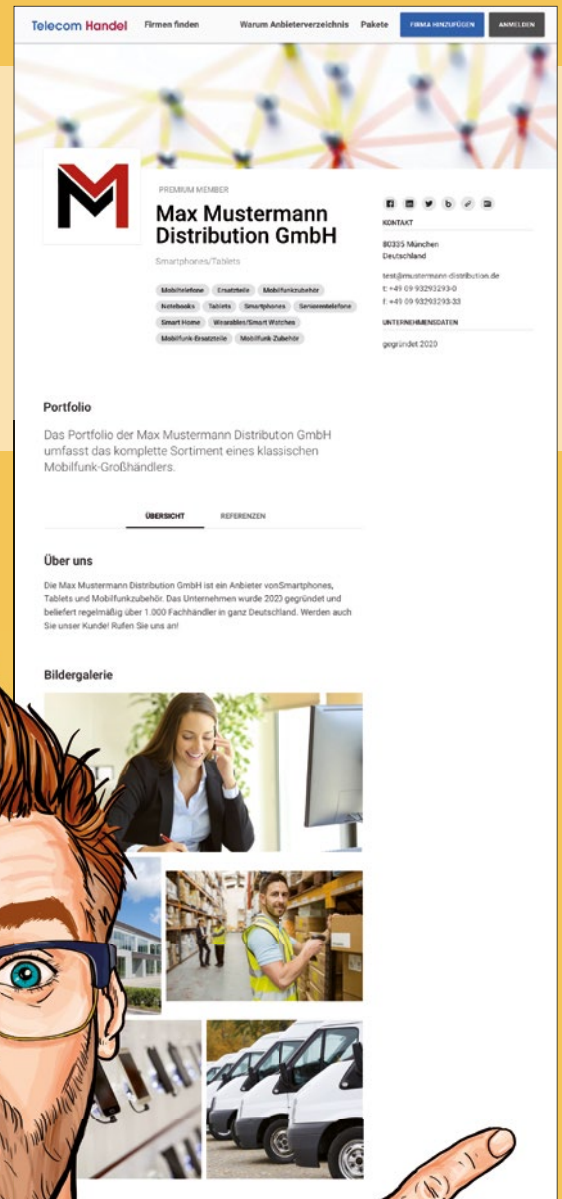 Telecom Handel Firmen finden Warum Anbieterverzeichnis Pakete FIRMA HINZUFÜGEN ANMELDEN
M
PREMIUM MEMBER
Max Mustermann
Distribution GmbH
Smartphones/Tablets
Mobiltelefone Ersatzteile Mobilfunkzubehör
Notebooks Tablets Smartphones Seniorentelefone
Smart Home Wearables/Smart Watches
Mobilfunk-Ersatzteile Mobilfunk-Zubehör
KONTAKT
80335 München
Deutschland
test@mustermann-distribution.de
t: +49 09 93293293-0
f: +49 09 93293293-33
UNTERNEHMENSDATEN
gegründet 2020
Portfolio
Das Portfolio der Max Mustermann Distribution GmbH
umfasst das komplette Sortiment eines klassischen
Mobilfunk-Großhändlers.
ÜBERSICHT REFERENZEN
Über uns
Die Max Mustermann Distribution GmbH ist ein Anbieter vonSmartphones,
Tablets und Mobilfunkzubehör. Das Unternehmen wurde 2023 gegründet und
beliefert regelmäßig über 1.000 Fachhändler in ganz Deutschland. Werden auch
Sie unser Kunde! Rufen Sie uns an!
Bildergalerie